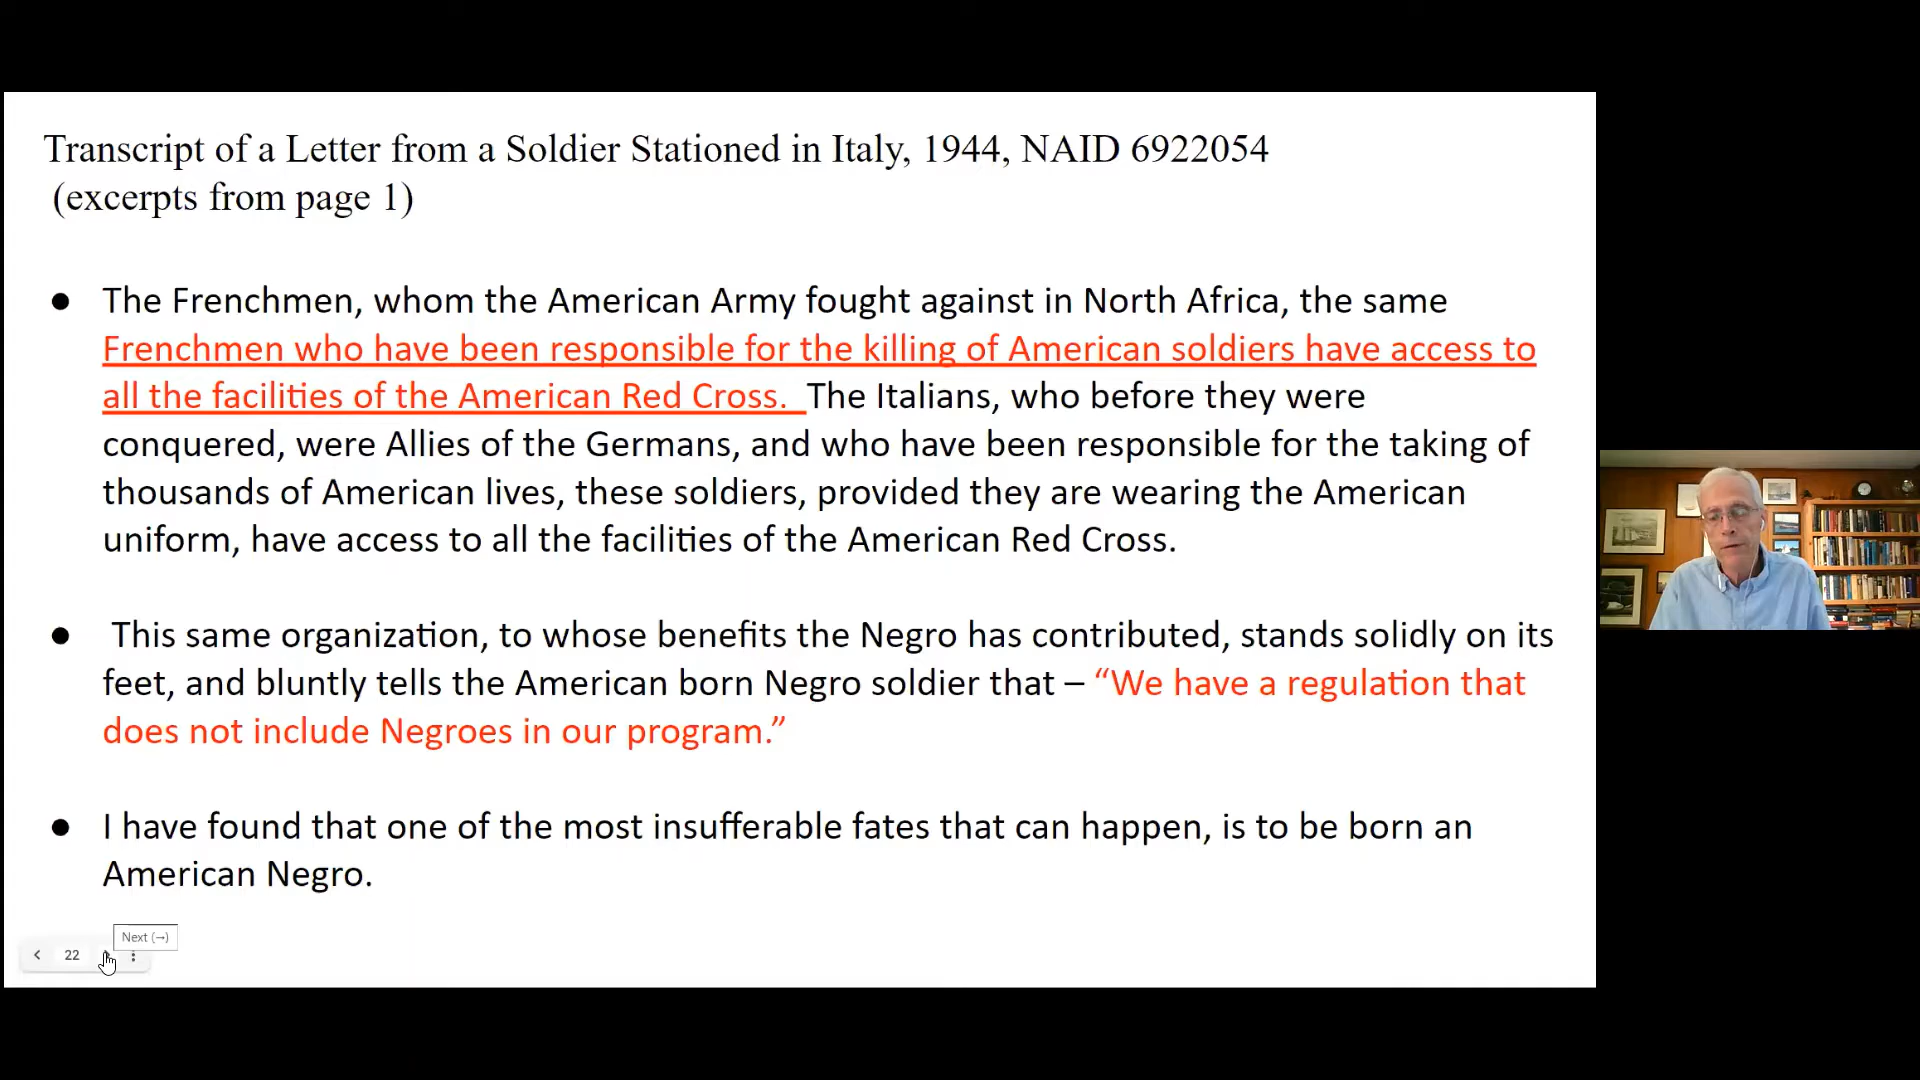 Transcript of a Letter from a Soldier Stationed in Italy, 1944, NAID 6922054
(excerpts from page 1)
● The Frenchmen, whom the American Army fought against in North Africa, the same
Frenchmen who have been responsible for the killing of American soldiers have access to
all the facilities of the American Red Cross. The Italians, who before they were
conquered, were Allies of the Germans, and who have been responsible for the taking of
thousands of American lives, these soldiers, provided they are wearing the American
uniform, have access to all the facilities of the American Red Cross.
● This same organization, to whose benefits the Negro has contributed, stands solidly on its
feet, and bluntly tells the American born Negro soldier that – “We have a regulation that
does not include Negroes in our program.”
● I have found that one of the most insufferable fates that can happen, is to be born an
American Negro.
Next (→)
22